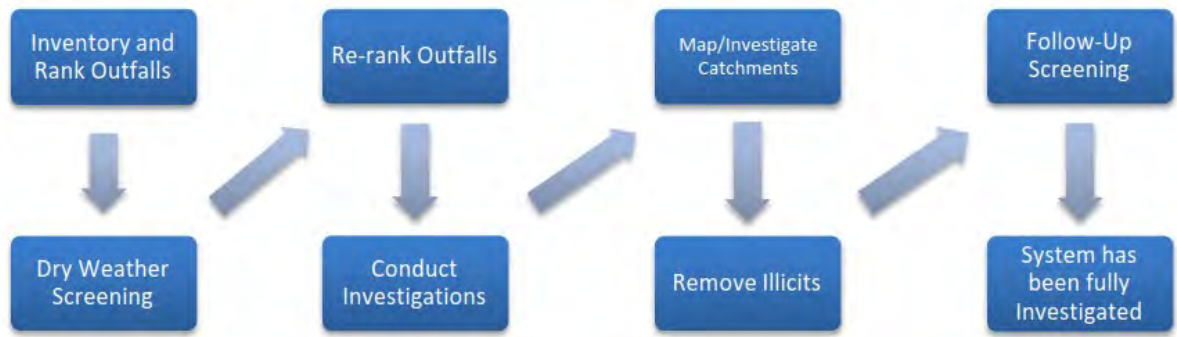 Inventory and
Rank Outfalls
Dry Weather
Screening
Re-rank Outfalls
Conduct
Investigations
Map/Investigate
Catchments
Remove Illicits
Follow-Up
Screening
System has
been fully
Investigated